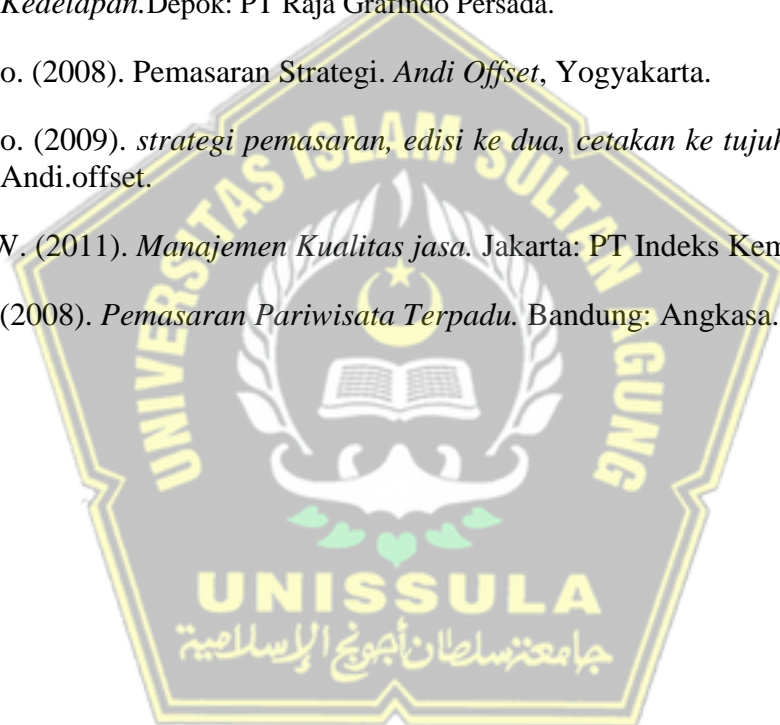 Kedelapan.Depok: PT Raja Grafindo Persada.
o. (2008). Pemasaran Strategi. Andi Offset, Yogyakarta.
o. (2009). strategi pemasaran, edisi ke dua, cetakan ke tujuh
Andi.offset.
W. (2011). Manajemen Kualitas jasa. Jakarta: PT Indeks Kem
(2008). Pemasaran Pariwisata Terpadu. Bandung: Angkasa.
UNIVERSITAS ISLAM SULTAN AGUNG
UNISSULA
جامعتنسلطان أجونج الإسلامية